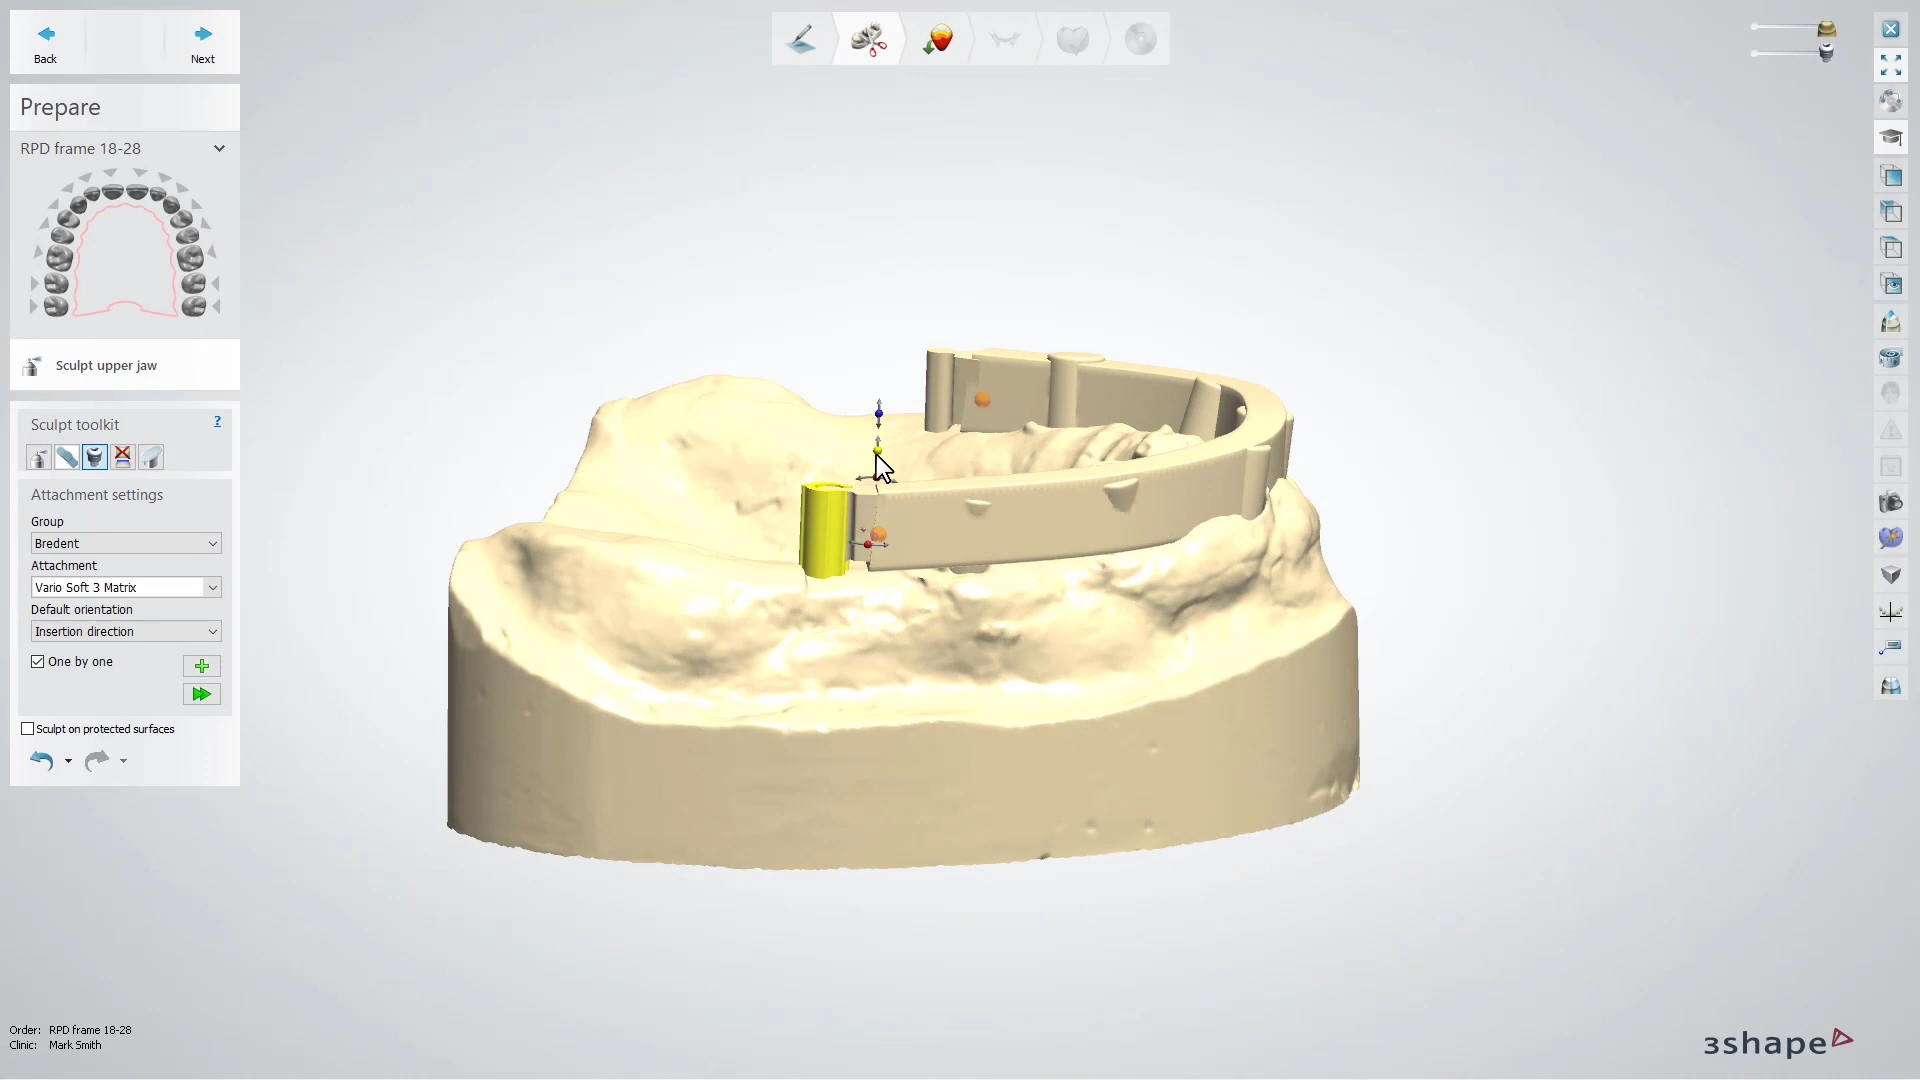 Back
Next
Prepare
RPD frame 18-28
Sculpt upper jaw
Sculpt toolkit
?
Attachment settings
Group
Bredent
Attachment
Vario Soft 3 Matrix
Default orientation
Insertion direction
One by one
Sculpt on protected surfaces
Order: RPD frame 18-28
Clinic: Mark Smith
3shape